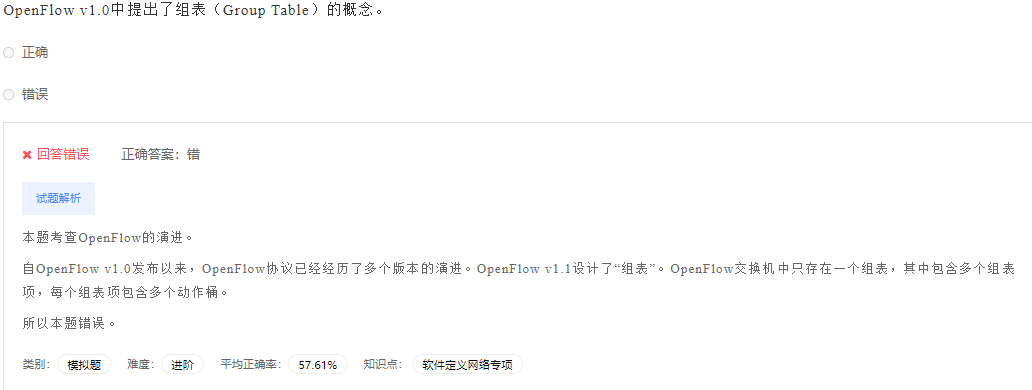 OpenFlow v1.0中提出了组表（Group Table）的概念。
正确
错误
回答错误 正确答案：错
试题解析
本题考查OpenFlow的演进。
自OpenFlow v1.0发布以来，OpenFlow协议已经经历了多个版本的演进。OpenFlow v1.1设计了“组表”。OpenFlow交换机中只存在一个组表，其中包含多个组表
项，每个组表项包含多个动作桶。
所以本题错误。
类别： 模拟题 难度： 进阶 平均正确率： 57.61% 知识点： 软件定义网络专项